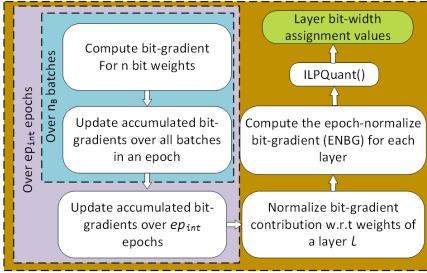 Over ep_int epochs
Over n_B batches
Compute bit-gradient
For n bit weights
Update accumulated bit-
gradients over all batches
in an epoch
Update accumulated bit-
gradients over ep_int
epochs
Normalize bit-gradient
contribution w.r.t weights of
a layer l
Compute the epoch-normalize
bit-gradient (ENBG) for each
layer
ILPQuant()
Layer bit-width
assignment values